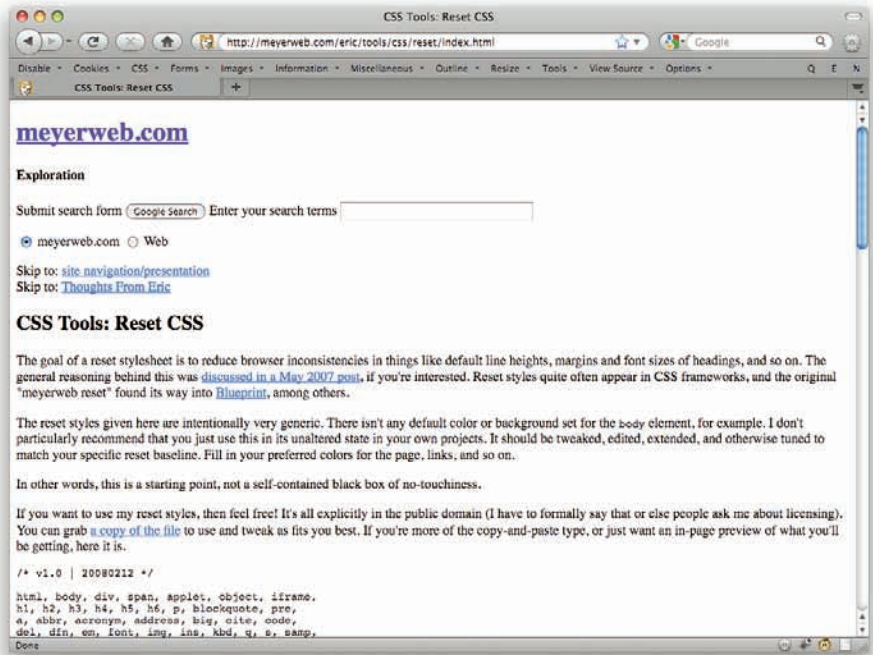 CSS Tools: Reset CSS
http://meyerweb.com/eric/tools/css/reset/index.html
Google
Disable Cookies CSS Forms Images Information Miscellaneous Outline Resize Tools View Source Options
CSS Tools: Reset CSS +
meyerweb.com
Exploration
Submit search form Google Search Enter your search terms
meyerweb.com Web
Skip to: site navigation/presentation
Skip to: Thoughts From Eric
CSS Tools: Reset CSS
The goal of a reset stylesheet is to reduce browser inconsistencies in things like default line heights, margins and font sizes of headings, and so on. The
general reasoning behind this was discussed in a May 2007 post, if you're interested. Reset styles quite often appear in CSS frameworks, and the original
"meyerweb reset" found its way into Blueprint, among others.
The reset styles given here are intentionally very generic. There isn't any default color or background set for the body element, for example. I don't
particularly recommend that you just use this in its unaltered state in your own projects. It should be tweaked, edited, extended, and otherwise tuned to
match your specific reset baseline. Fill in your preferred colors for the page, links, and so on.
In other words, this is a starting point, not a self-contained black box of no-touchiness.
If you want to use my reset styles, then feel free! It's all explicitly in the public domain (I have to formally say that or else people ask me about licensing).
You can grab a copy of the file to use and tweak as fits you best. If you're more of the copy-and-paste type, or just want an in-page preview of what you'll
be getting, here it is.
/* v1.0 | 20080212 */
html, body, div, span, applet, object, iframe,
h1, h2, h3, h4, h5, h6, p, blockquote, pre,
a, abbr, acronym, address, big, cite, code,
del, dfn, em, font, img, ins, kbd, q, s, samp,
Done